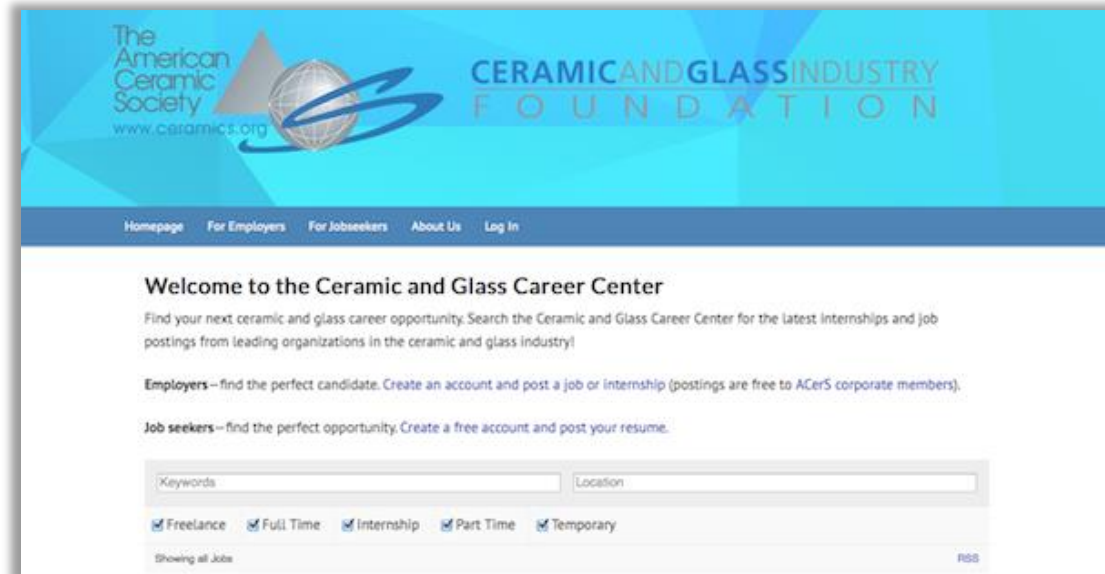 The
American
Ceramic
Society
www.ceramics.org
CERAMICANDGLASSINDUSTRY
FOUNDATION
Homepage For Employers For Jobseekers About Us Log In
Welcome to the Ceramic and Glass Career Center
Find your next ceramic and glass career opportunity. Search the Ceramic and Glass Career Center for the latest internships and job
postings from leading organizations in the ceramic and glass industry!
Employers—find the perfect candidate. Create an account and post a job or internship (postings are free to ACerS corporate members).
Job seekers—find the perfect opportunity. Create a free account and post your resume.
Keywords Location
Freelance Full Time Internship Part Time Temporary
Showing all Jobs RSS